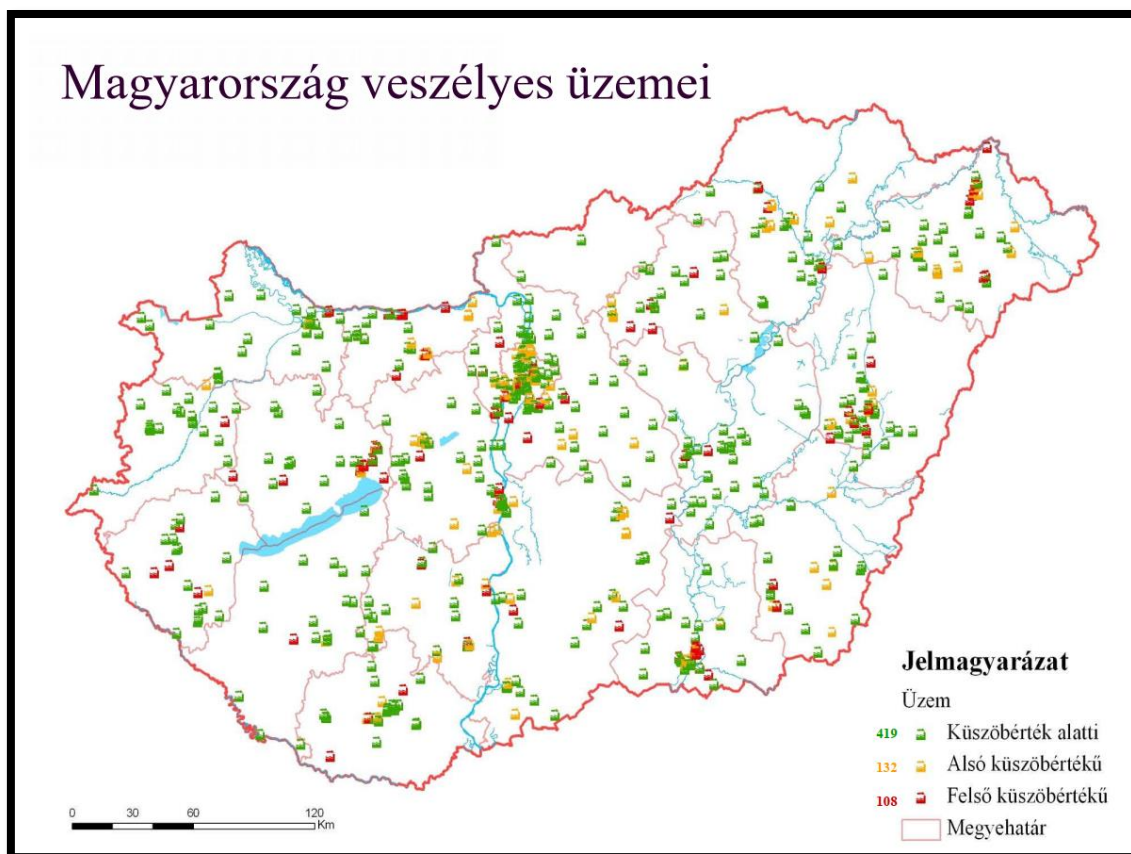 Magyarország veszélyes üzemei
Jelmagyarázat
Üzem
419 Küszöbérték alatti
132 Alsó küszöbértékű
108 Felső küszöbértékű
Megyehatár
0 30 60 120
Km